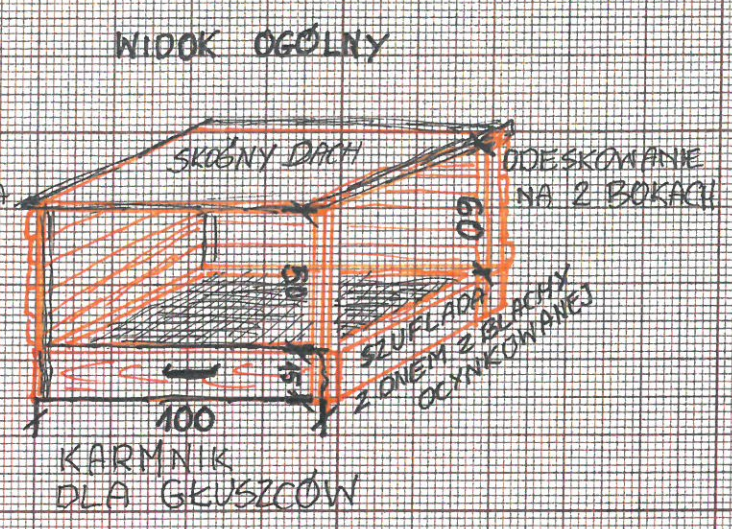 WIDOK OGÓLNY
SKOŚNY DACH
ODESKOWANIE
NA 2 BOKACH
60
50
SZUFLADA
Z DNEM Z BLACHY
OCYNKOWANEJ
15
100
KARMNIK
DLA GŁUSZCÓW